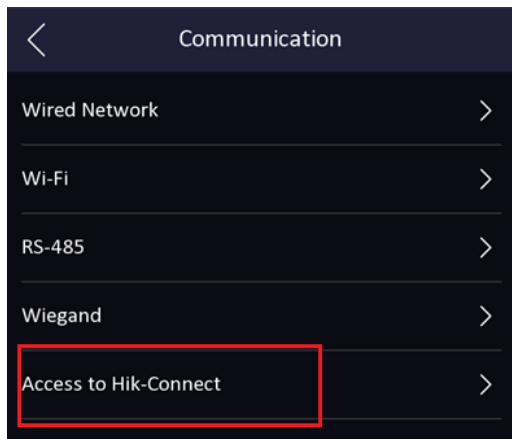 Communication
Wired Network
Wi-Fi
RS-485
Wiegand
Access to Hik-Connect